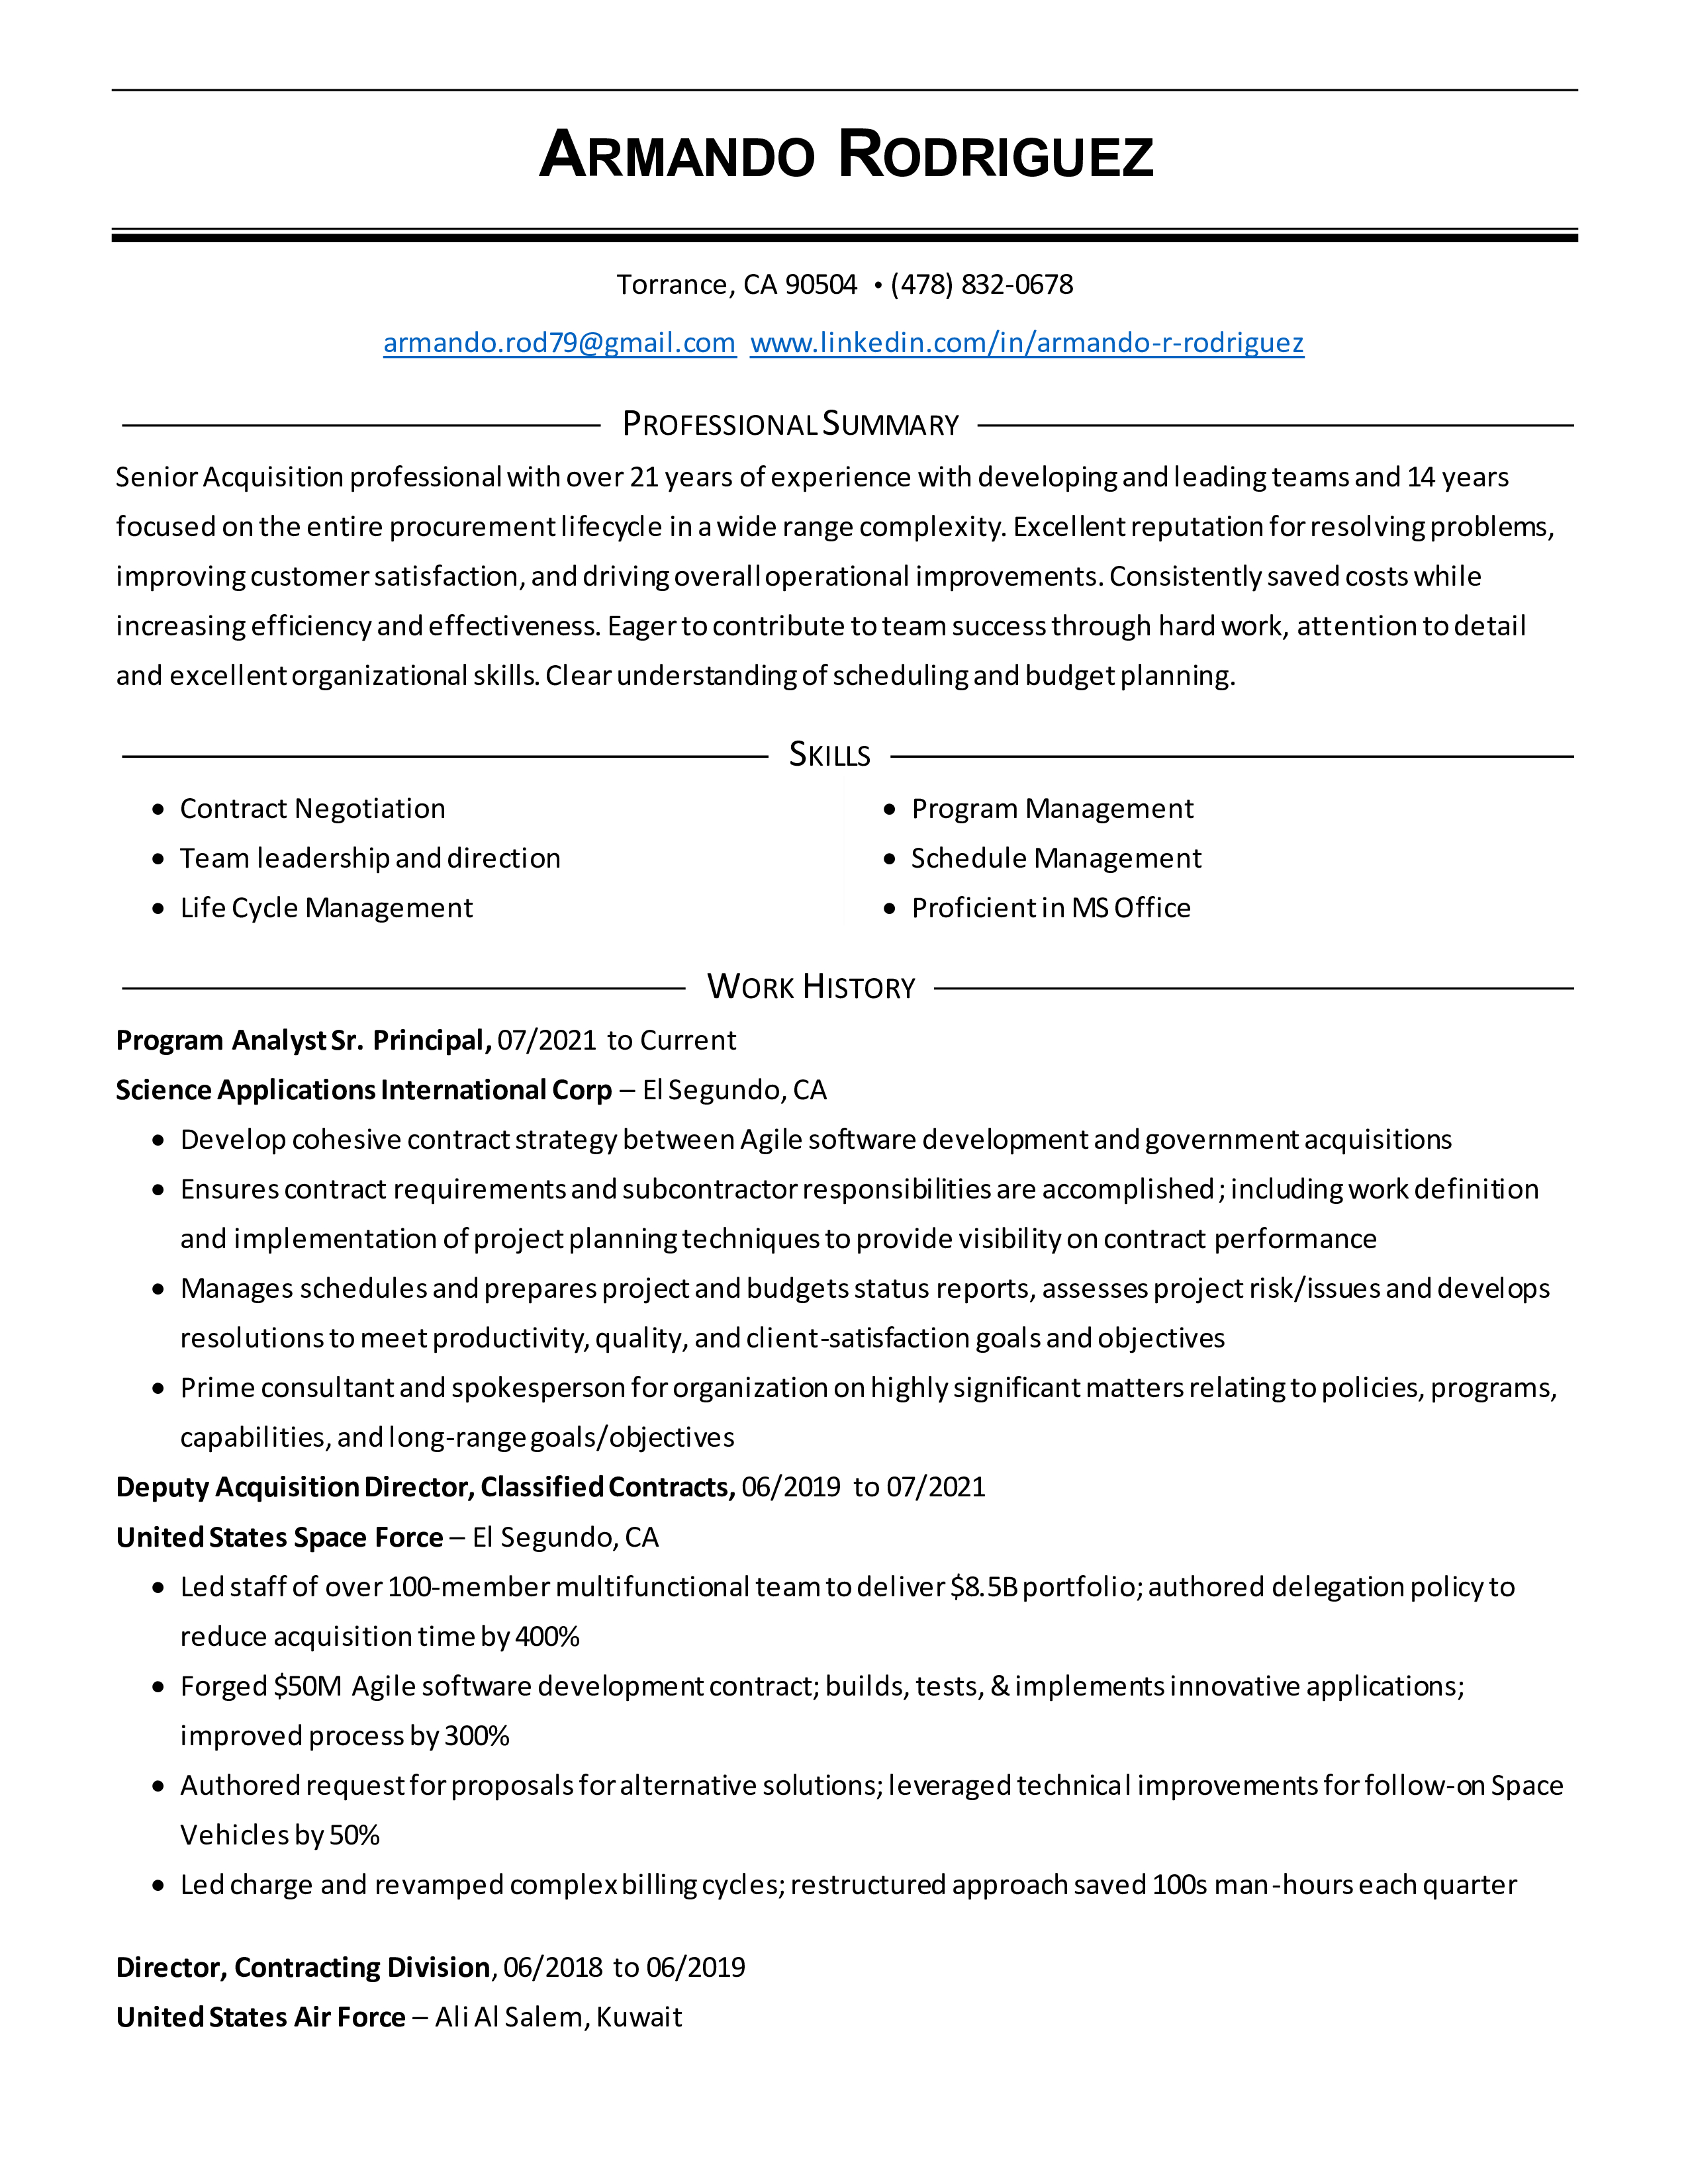 ARMANDO RODRIGUEZ
Torrance, CA 90504 • (478) 832-0678
armando.rod79@gmail.com www.linkedin.com/in/armando-r-rodriguez
PROFESSIONAL SUMMARY
Senior Acquisition professional with over 21 years of experience with developing and leading teams and 14 years
focused on the entire procurement lifecycle in a wide range complexity. Excellent reputation for resolving problems,
improving customer satisfaction, and driving overall operational improvements. Consistently saved costs while
increasing efficiency and effectiveness. Eager to contribute to team success through hard work, attention to detail
and excellent organizational skills. Clear understanding of scheduling and budget planning.
SKILLS
• Contract Negotiation
• Team leadership and direction
• Life Cycle Management
• Program Management
• Schedule Management
• Proficient in MS Office
WORK HISTORY
Program Analyst Sr. Principal, 07/2021 to Current
Science Applications International Corp – El Segundo, CA
• Develop cohesive contract strategy between Agile software development and government acquisitions
• Ensures contract requirements and subcontractor responsibilities are accomplished; including work definition
and implementation of project planning techniques to provide visibility on contract performance
• Manages schedules and prepares project and budgets status reports, assesses project risk/issues and develops
resolutions to meet productivity, quality, and client-satisfaction goals and objectives
• Prime consultant and spokesperson for organization on highly significant matters relating to policies, programs,
capabilities, and long-range goals/objectives
Deputy Acquisition Director, Classified Contracts, 06/2019 to 07/2021
United States Space Force – El Segundo, CA
• Led staff of over 100-member multifunctional team to deliver $8.5B portfolio; authored delegation policy to
reduce acquisition time by 400%
• Forged $50M Agile software development contract; builds, tests, & implements innovative applications;
improved process by 300%
• Authored request for proposals for alternative solutions; leveraged technical improvements for follow-on Space
Vehicles by 50%
• Led charge and revamped complex billing cycles; restructured approach saved 100s man-hours each quarter
Director, Contracting Division, 06/2018 to 06/2019
United States Air Force – Ali Al Salem, Kuwait